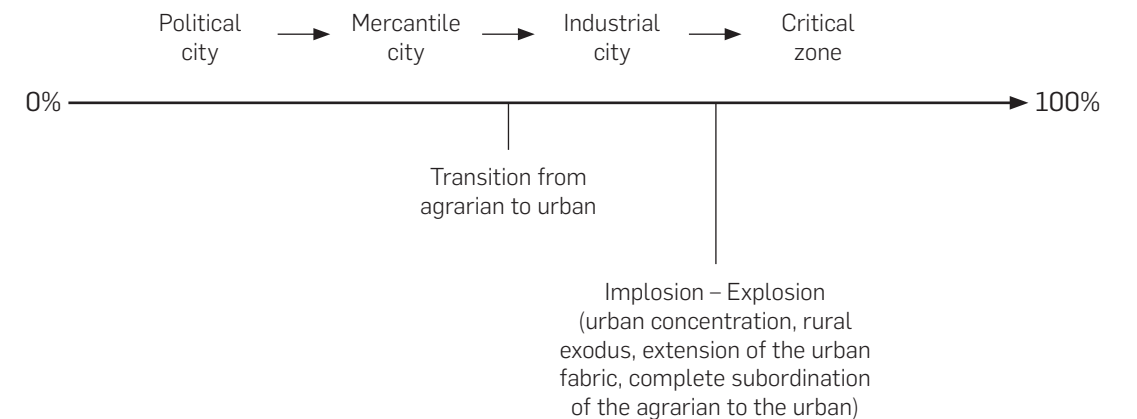 Political city
Mercantile city
Industrial city
Critical zone
0%
100%
Transition from
agrarian to urban
Implosion – Explosion
(urban concentration, rural
exodus, extension of the urban
fabric, complete subordination
of the agrarian to the urban)